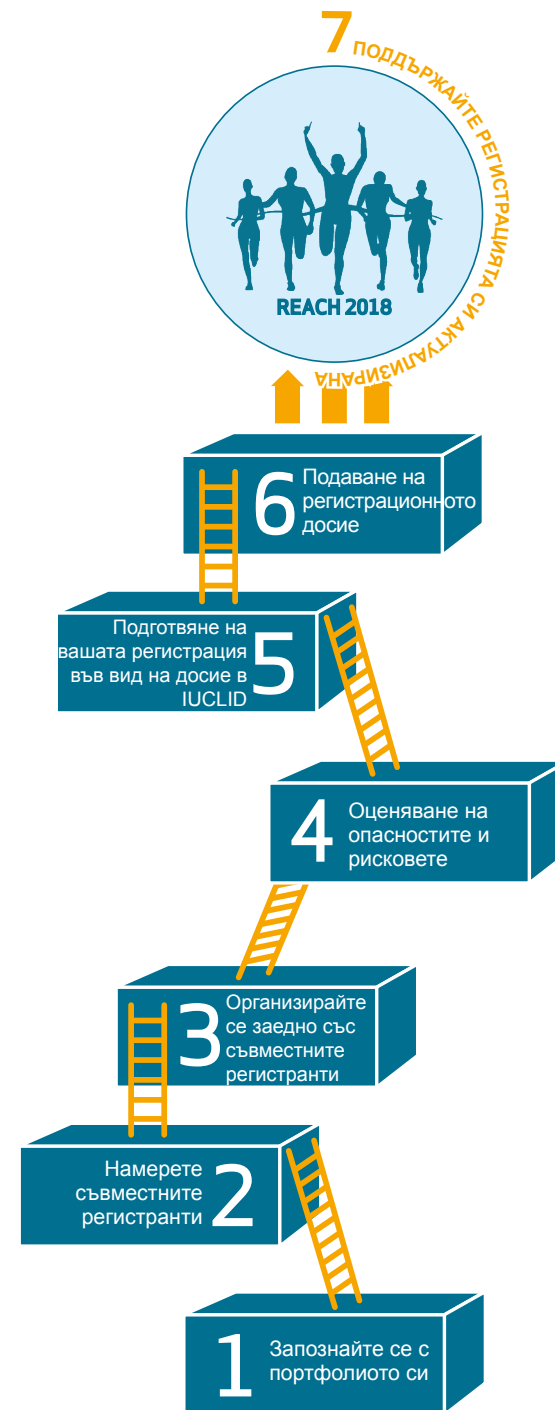 7 ПОДДЪРЖАЙТЕ РЕГИСТРАЦИЯТА СИ АКТУАЛИЗИРАНА
REACH 2018
6
Подаване на
регистрационното
досие
Подготвяне на
вашата регистрация
във вид на досие в
IUCLID
5
4
Оценяване на
опасностите и
рисковете
3
Организирайте
се заедно със
съвместните
регистранти
Намерете
съвместните
регистранти
2
1
Запознайте се с
портфолиото си